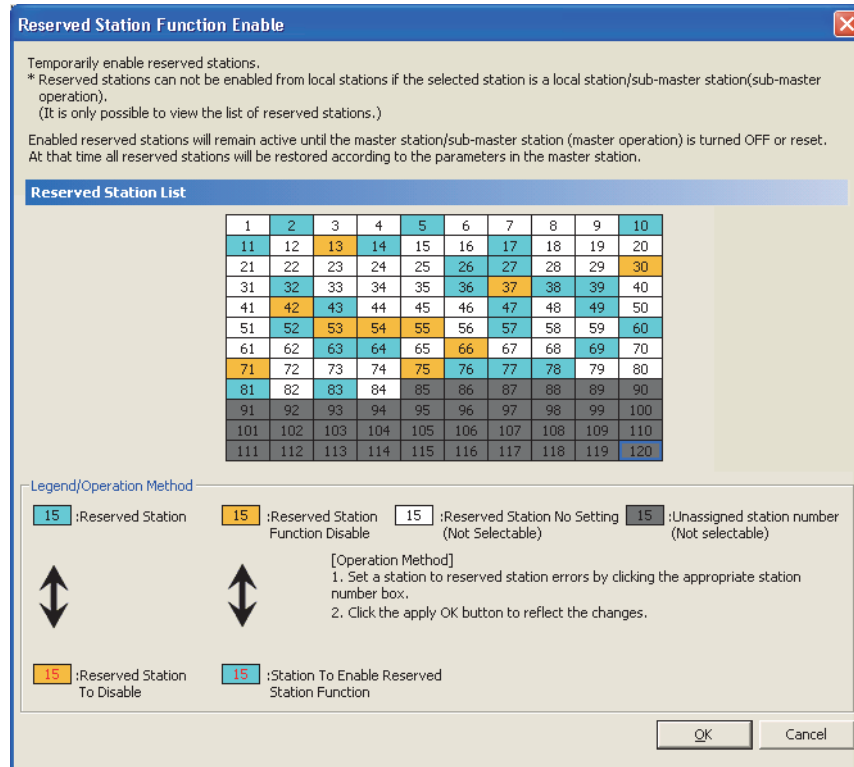 Reserved Station Function Enable
Temporarily enable reserved stations.
* Reserved stations can not be enabled from local stations if the selected station is a local station/sub-master station(sub-master
operation).
(It is only possible to view the list of reserved stations.)
Enabled reserved stations will remain active until the master station/sub-master station (master operation) is turned OFF or reset.
At that time all reserved stations will be restored according to the parameters in the master station.
Reserved Station List
1 2 3 4 5 6 7 8 9 10
11 12 13 14 15 16 17 18 19 20
21 22 23 24 25 26 27 28 29 30
31 32 33 34 35 36 37 38 39 40
41 42 43 44 45 46 47 48 49 50
51 52 53 54 55 56 57 58 59 60
61 62 63 64 65 66 67 68 69 70
71 72 73 74 75 76 77 78 79 80
81 82 83 84 85 86 87 88 89 90
91 92 93 94 95 96 97 98 99 100
101 102 103 104 105 106 107 108 109 110
111 112 113 114 115 116 117 118 119 120
Legend/Operation Method
15 :Reserved Station 15 :Reserved Station 15 :Reserved Station No Setting 15 :Unassigned station number
Function Disable (Not Selectable) (Not selectable)
[Operation Method]
1. Set a station to reserved station errors by clicking the appropriate station
number box.
2. Click the apply OK button to reflect the changes.
15 :Reserved Station 15 :Station To Enable Reserved
To Disable Station Function
OK Cancel